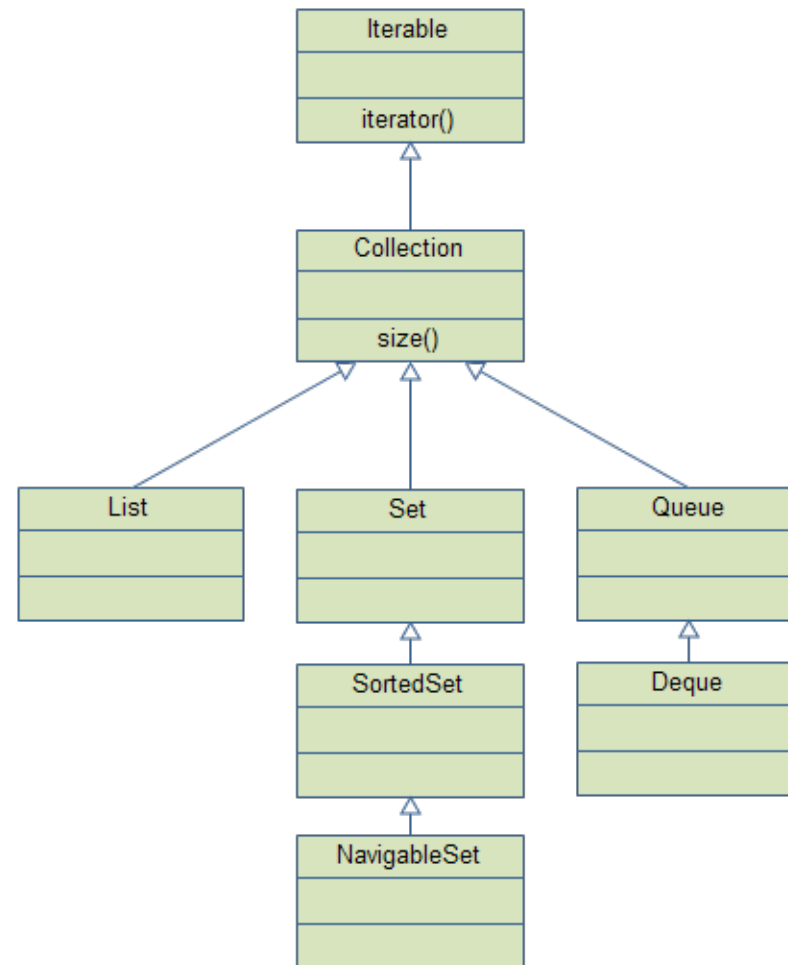 Iterable
iterator()
Collection
size()
List
Set
Queue
SortedSet
Deque
NavigableSet